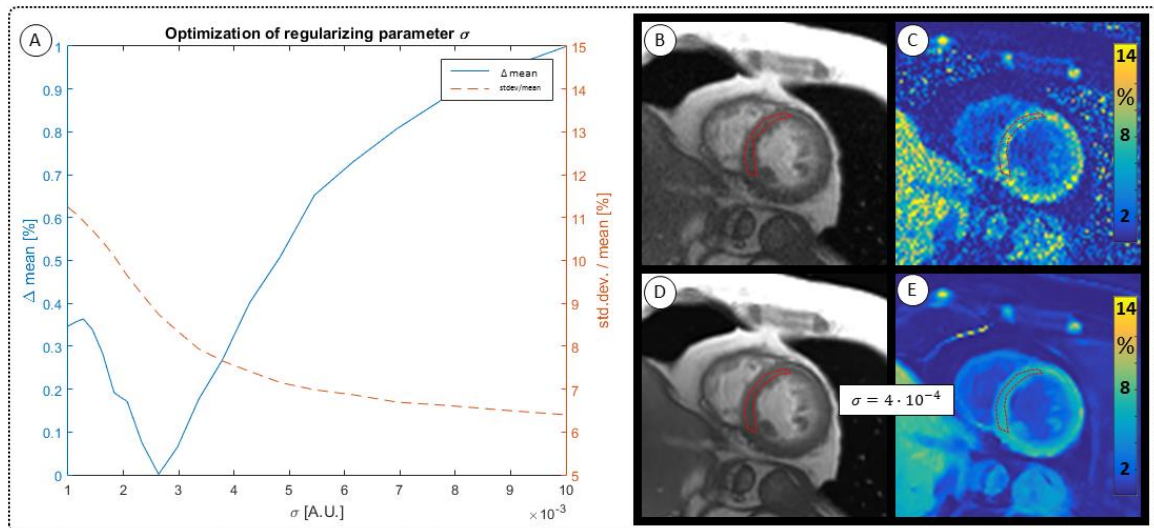 A
Optimization of regularizing parameter σ
1
0.9
0.8
0.7
0.6
0.5
0.4
0.3
0.2
0.1
0
Δ mean [%]
Δ mean
stdev/mean
15
14
13
12
11
10
9
8
7
6
5
std.dev. / mean [%]
1 2 3 4 5 6 7 8 9 10
σ [A.U.]
× 10⁻³
B
C
14
%
8
2
D
E
14
%
8
2
σ = 4 · 10⁻⁴